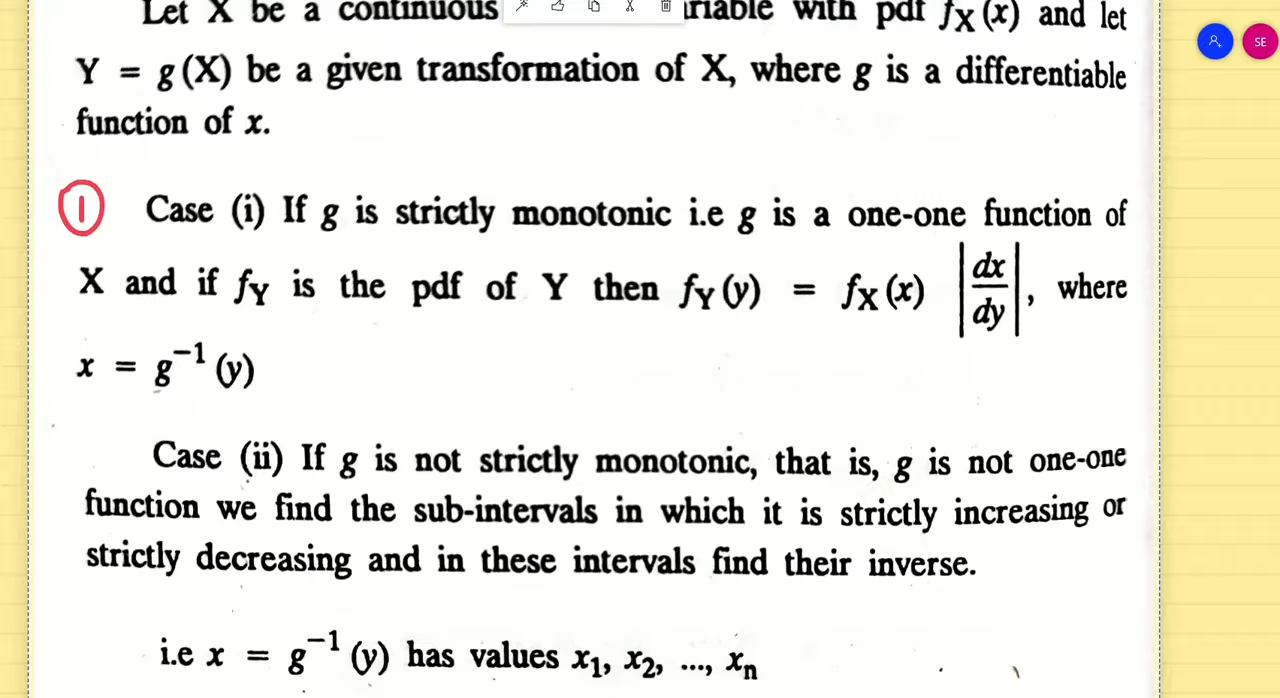 Let X be a continuous riable with pdf fX(x) and let
SE
Y = g(X) be a given transformation of X, where g is a differentiable
function of x.
1 Case (i) If g is strictly monotonic i.e g is a one-one function of
X and if fY is the pdf of Y then fY(y) = fX(x) |dx/dy|, where
x = g⁻¹(y)
Case (ii) If g is not strictly monotonic, that is, g is not one-one
function we find the sub-intervals in which it is strictly increasing or
strictly decreasing and in these intervals find their inverse.
i.e x = g⁻¹(y) has values x₁, x₂, ..., xₙ